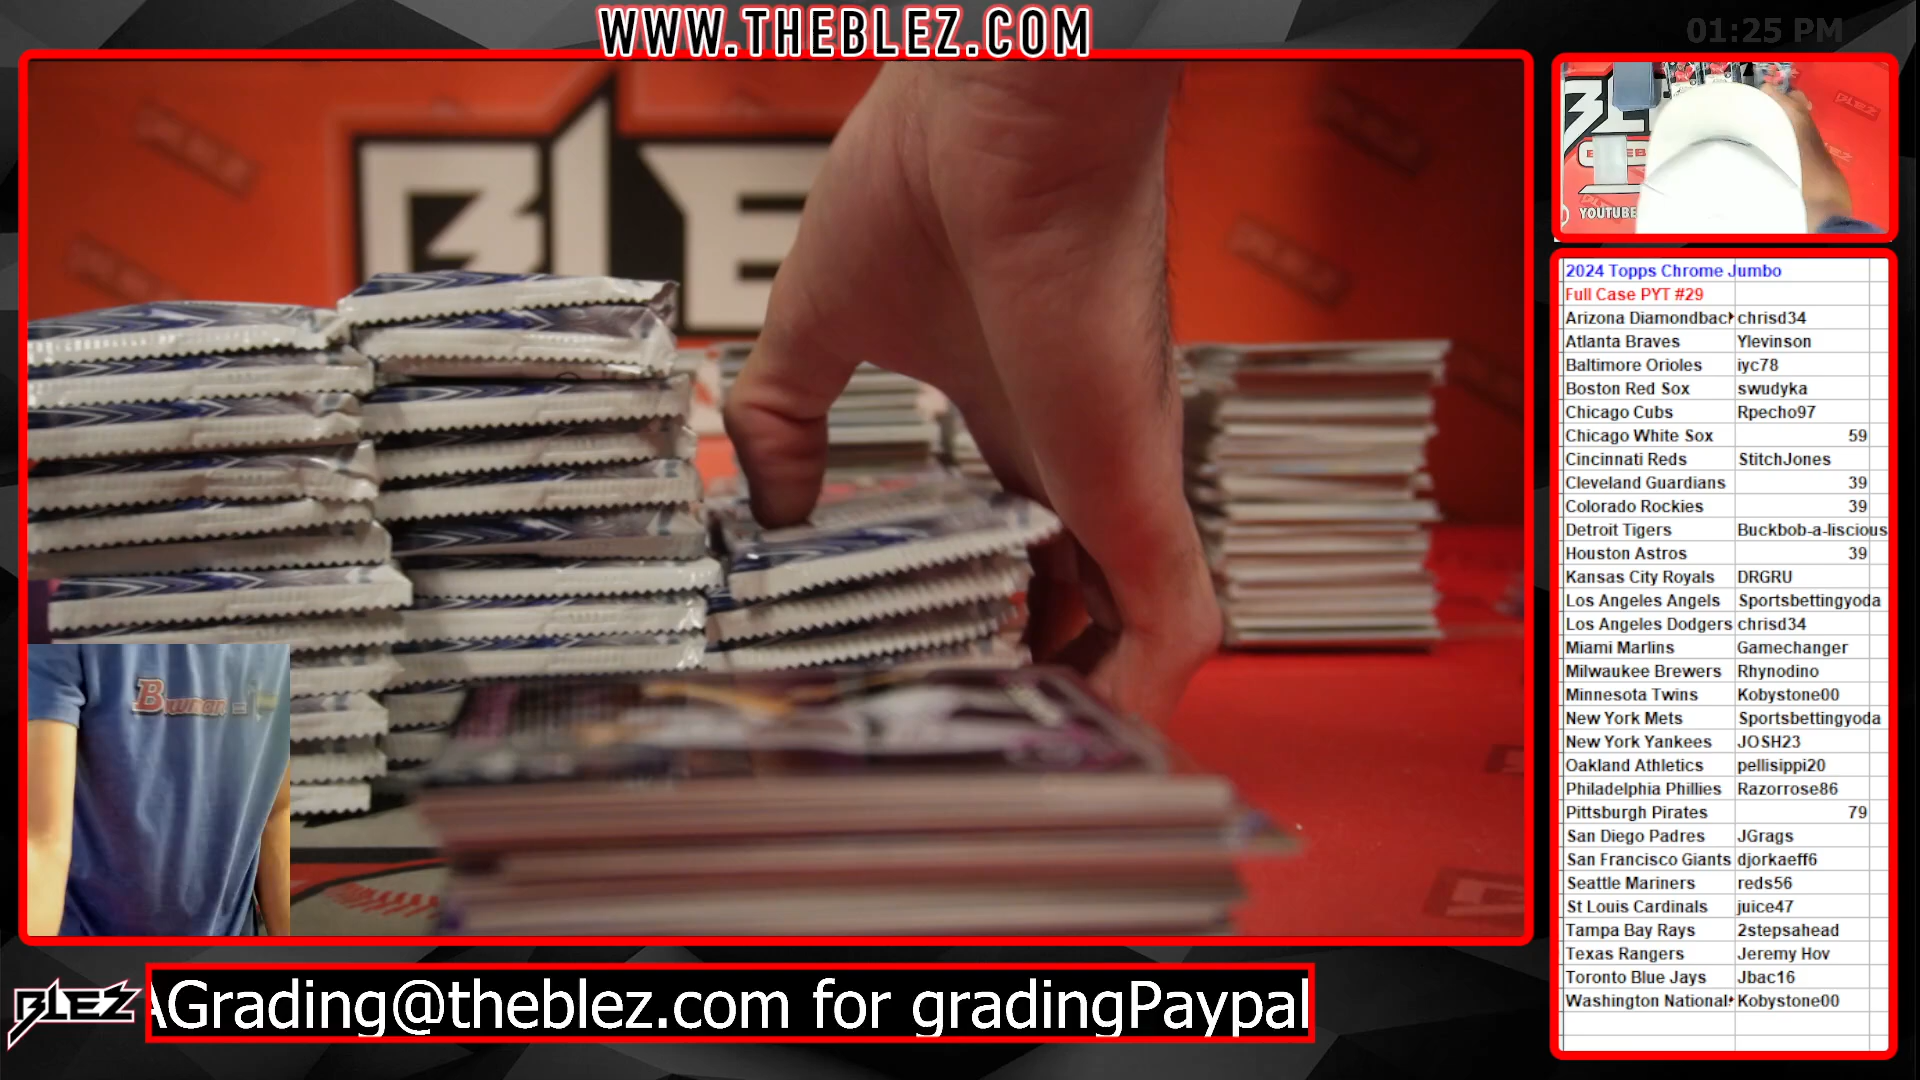 WWW.THEBLEZ.COM
01:25 PM
BLEZ
YOUTUBE
2024 Topps Chrome Jumbo
Full Case PYT #29
Arizona Diamondbac chrisd34
Atlanta Braves Ylevinson
Baltimore Orioles iyc78
Boston Red Sox swudyka
Chicago Cubs Rpecho97
Chicago White Sox 59
Cincinnati Reds StitchJones
Cleveland Guardians 39
Colorado Rockies 39
Detroit Tigers Buckbob-a-liscious
Houston Astros 39
Kansas City Royals DRGRU
Los Angeles Angels Sportsbettingyoda
Los Angeles Dodgers chrisd34
Miami Marlins Gamechanger
Milwaukee Brewers Rhynodino
Minnesota Twins Kobystone00
New York Mets Sportsbettingyoda
New York Yankees JOSH23
Oakland Athletics pellisippi20
Philadelphia Phillies Razorrose86
Pittsburgh Pirates 79
San Diego Padres JGrags
San Francisco Giants djorkaeff6
Seattle Mariners reds56
St Louis Cardinals juice47
Tampa Bay Rays 2stepsahead
Texas Rangers Jeremy Hov
Toronto Blue Jays Jbac16
Washington National Kobystone00
Bowman
BLEZ
AGrading@theblez.com for gradingPaypal